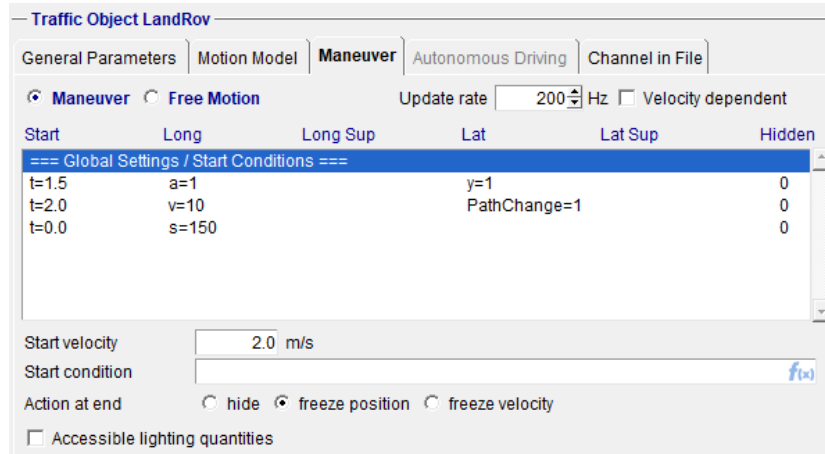 Traffic Object LandRov
General Parameters Motion Model Maneuver Autonomous Driving Channel in File
Maneuver Free Motion Update rate 200 Hz Velocity dependent
Start Long Long Sup Lat Lat Sup Hidden
=== Global Settings / Start Conditions ===
t=1.5 a=1 y=1 0
t=2.0 v=10 PathChange=1 0
t=0.0 s=150 0
Start velocity 2.0 m/s
Start condition f(x)
Action at end hide freeze position freeze velocity
Accessible lighting quantities